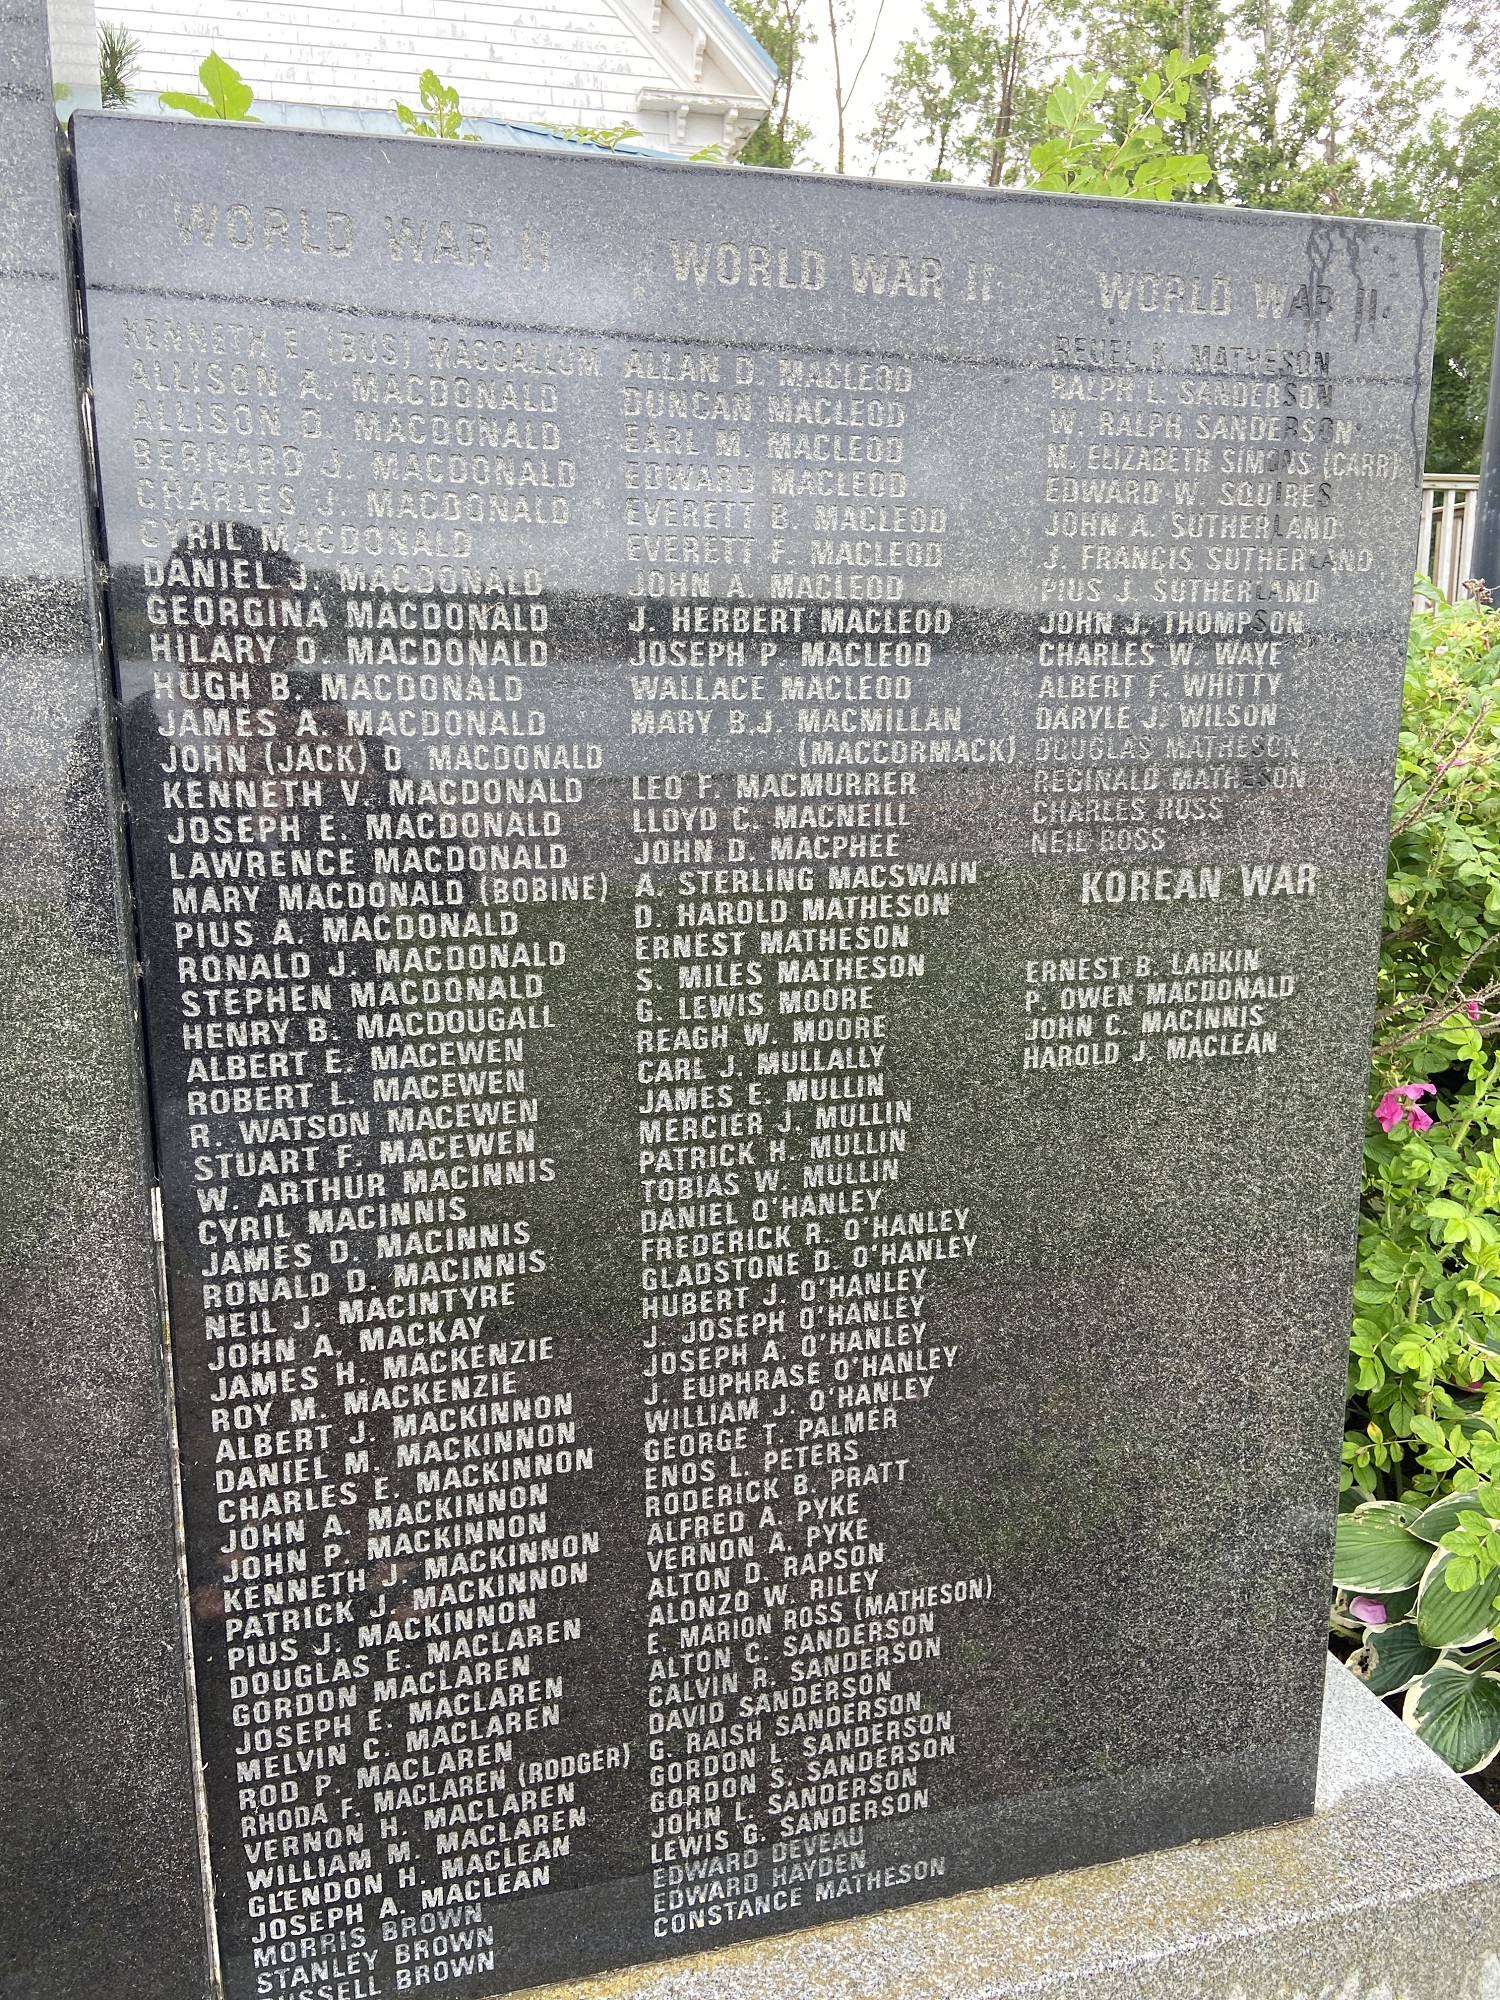 WORLD WAR II
KENNETH E. (BUS) MACCALLUM
ALLISON A. MACDONALD
ALLISON D. MACDONALD
BERNARD J. MACDONALD
CHARLES J. MACDONALD
CYRIL MACDONALD
DANIEL J. MACDONALD
GEORGINA MACDONALD
HILARY O. MACDONALD
HUGH B. MACDONALD
JAMES A. MACDONALD
JOHN (JACK) D. MACDONALD
KENNETH V. MACDONALD
JOSEPH E. MACDONALD
LAWRENCE MACDONALD
MARY MACDONALD (BOBINE)
PIUS A. MACDONALD
RONALD J. MACDONALD
STEPHEN MACDONALD
HENRY B. MACDOUGALL
ALBERT E. MACEWEN
ROBERT L. MACEWEN
R. WATSON MACEWEN
STUART F. MACEWEN
W. ARTHUR MACINNIS
CYRIL MACINNIS
JAMES D. MACINNIS
RONALD D. MACINNIS
NEIL J. MACINTYRE
JOHN A. MACKAY
JAMES H. MACKENZIE
ROY M. MACKENZIE
ALBERT J. MACKINNON
DANIEL M. MACKINNON
CHARLES E. MACKINNON
JOHN A. MACKINNON
JOHN P. MACKINNON
KENNETH J. MACKINNON
PATRICK J. MACKINNON
PIUS J. MACKINNON
DOUGLAS E. MACLAREN
GORDON MACLAREN
JOSEPH E. MACLAREN
MELVIN C. MACLAREN
ROD P. MACLAREN
RHODA F. MACLAREN (RODGER)
VERNON H. MACLAREN
WILLIAM M. MACLAREN
GLENDON H. MACLEAN
JOSEPH A. MACLEAN
MORRIS BROWN
STANLEY BROWN
RUSSELL BROWN
WORLD WAR II
ALLAN D. MACLEOD
DUNCAN MACLEOD
EARL M. MACLEOD
EDWARD MACLEOD
EVERETT B. MACLEOD
EVERETT F. MACLEOD
JOHN A. MACLEOD
J. HERBERT MACLEOD
JOSEPH P. MACLEOD
WALLACE MACLEOD
MARY B.J. MACMILLAN
(MACCORMACK)
LEO F. MACMURRER
LLOYD C. MACNEILL
JOHN D. MACPHEE
A. STERLING MACSWAIN
D. HAROLD MATHESON
ERNEST MATHESON
S. MILES MATHESON
G. LEWIS MOORE
REAGH W. MOORE
CARL J. MULLALLY
JAMES E. MULLIN
MERCIER J. MULLIN
PATRICK H. MULLIN
TOBIAS W. MULLIN
DANIEL O'HANLEY
FREDERICK R. O'HANLEY
GLADSTONE D. O'HANLEY
HUBERT J. O'HANLEY
J. JOSEPH O'HANLEY
JOSEPH A. O'HANLEY
J. EUPHRASE O'HANLEY
WILLIAM J. O'HANLEY
GEORGE T. PALMER
ENOS L. PETERS
RODERICK B. PRATT
ALFRED A. PYKE
VERNON A. PYKE
ALTON D. RAPSON
ALONZO W. RILEY
E. MARION ROSS (MATHESON)
ALTON C. SANDERSON
CALVIN R. SANDERSON
DAVID SANDERSON
G. RAISH SANDERSON
GORDON L. SANDERSON
GORDON S. SANDERSON
JOHN L. SANDERSON
LEWIS G. SANDERSON
EDWARD DEVEAU
EDWARD HAYDEN
CONSTANCE MATHESON
WORLD WAR II
REUEL K. MATHESON
RALPH L. SANDERSON
W. RALPH SANDERSON
M. ELIZABETH SIMONS (CARR)
EDWARD W. SQUIRES
JOHN A. SUTHERLAND
J. FRANCIS SUTHERLAND
PIUS J. SUTHERLAND
JOHN J. THOMPSON
CHARLES W. WAYE
ALBERT F. WHITTY
DARYLE J. WILSON
DOUGLAS MATHESON
REGINALD MATHESON
CHARLES ROSS
NEIL ROSS
KOREAN WAR
ERNEST B. LARKIN
P. OWEN MACDONALD
JOHN C. MACINNIS
HAROLD J. MACLEAN